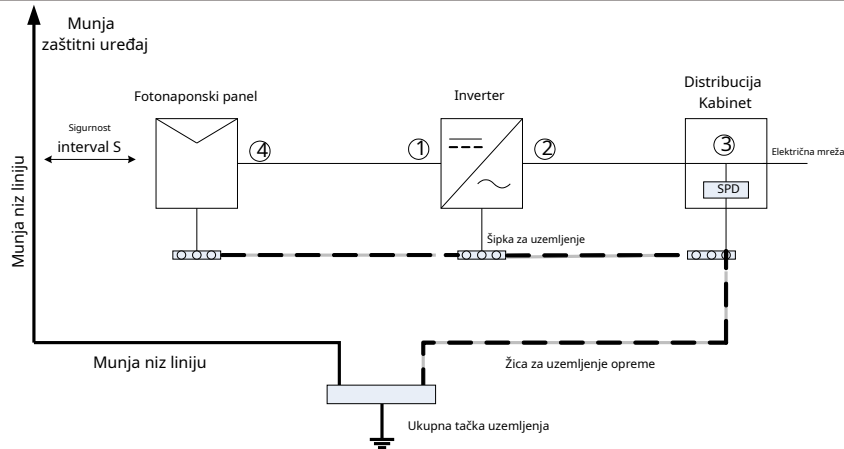 Munja
zaštitni uređaj
Distribucija
Kabinet
Fotonaponski panel
Inverter
Sigurnost
interval S
④
①
②
③
Električna mreža
SPD
Munja niz liniju
Šipka za uzemljenje
Munja niz liniju
Žica za uzemljenje opreme
Ukupna tačka uzemljenja